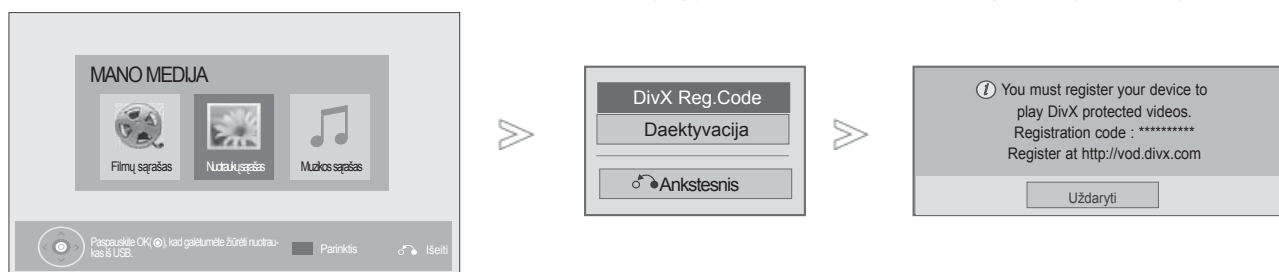 MANO MEDIJA
Filmų sąrašas
Nuotraukų sąrašas
Muzikos sąrašas
Paspauskite OK(◉), kad galėtumėte žiūrėti nuotrau-
kas iš USB.
Parinktis
Išeiti
DivX Reg.Code
Daektyvacija
Ankstesnis
You must register your device to
play DivX protected videos.
Registration code : **********
Register at http://vod.divx.com
Uždaryti